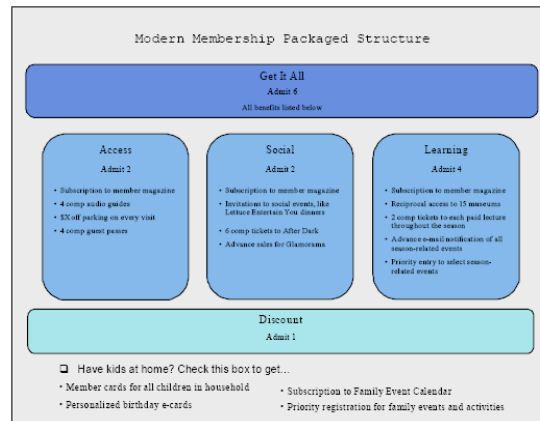 Modern Membership Packaged Structure
Get It All
Admit 6
All benefits listed below
Access
Admit 2
• Subscription to member magazine
• 4 comp audio guides
• $X off parking on every visit
• 4 comp guest passes
Social
Admit 2
• Subscription to member magazine
• Invitations to social events, like
Lettuce Entertain You dinners
• 6 comp tickets to After Dark
• Advance sales for Glamorama
Learning
Admit 4
• Subscription to member magazine
• Reciprocal access to 15 museums
• 2 comp tickets to each paid lecture
throughout the season
• Advance e-mail notification of all
season-related events
• Priority entry to select season-
related events
Discount
Admit 1
❑ Have kids at home? Check this box to get…
• Member cards for all children in household
• Personalized birthday e-cards
• Subscription to Family Event Calendar
• Priority registration for family events and activities